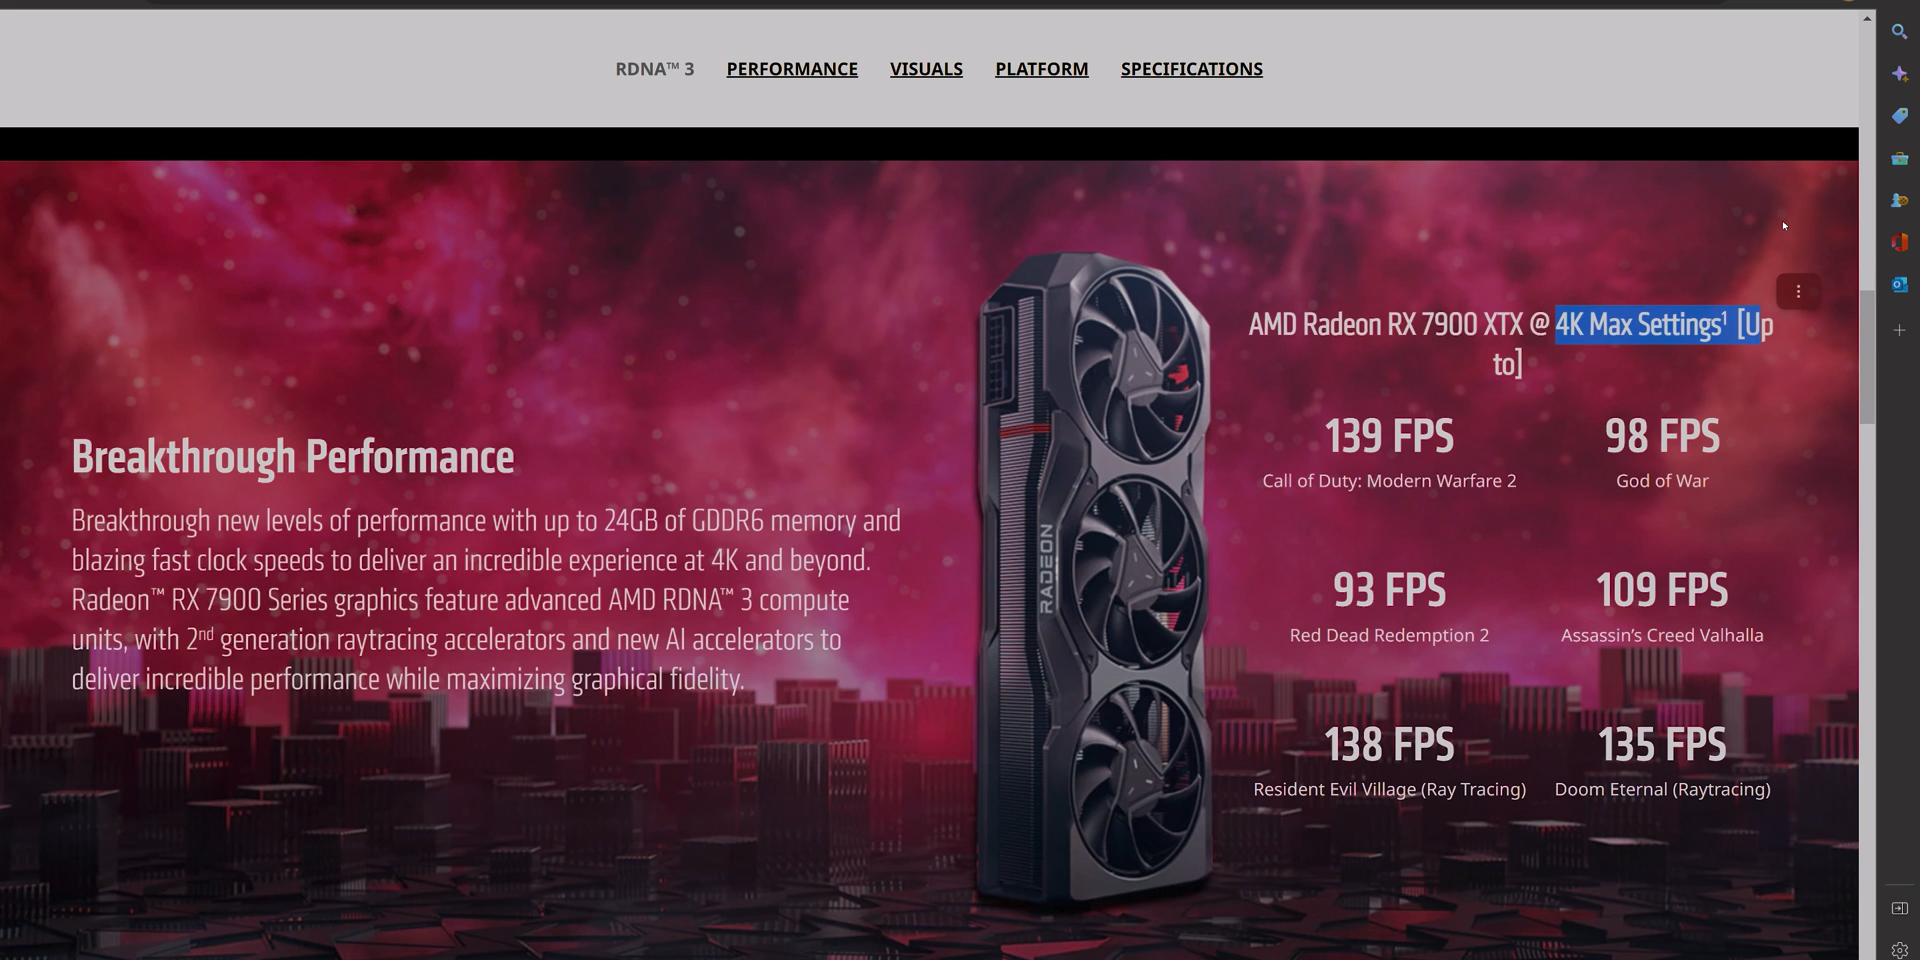 RDNA™ 3 PERFORMANCE VISUALS PLATFORM SPECIFICATIONS
Breakthrough Performance
Breakthrough new levels of performance with up to 24GB of GDDR6 memory and
blazing fast clock speeds to deliver an incredible experience at 4K and beyond.
Radeon™ RX 7900 Series graphics feature advanced AMD RDNA™ 3 compute
units, with 2nd generation raytracing accelerators and new AI accelerators to
deliver incredible performance while maximizing graphical fidelity.
RADEON
AMD Radeon RX 7900 XTX @ 4K Max Settings¹ [Up
to]
139 FPS 98 FPS
Call of Duty: Modern Warfare 2 God of War
93 FPS 109 FPS
Red Dead Redemption 2 Assassin’s Creed Valhalla
138 FPS 135 FPS
Resident Evil Village (Ray Tracing) Doom Eternal (Raytracing)